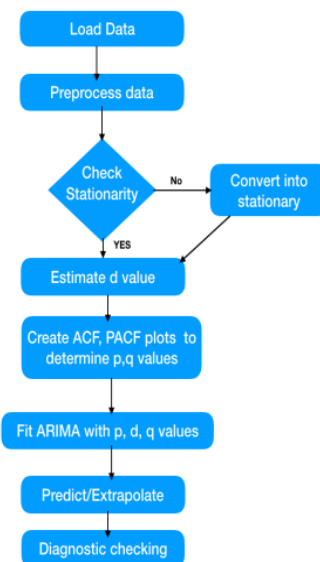 Load Data
Preprocess data
Check
Stationarity
No
Convert into
stationary
YES
Estimate d value
Create ACF, PACF plots to
determine p,q values
Fit ARIMA with p, d, q values
Predict/Extrapolate
Diagnostic checking